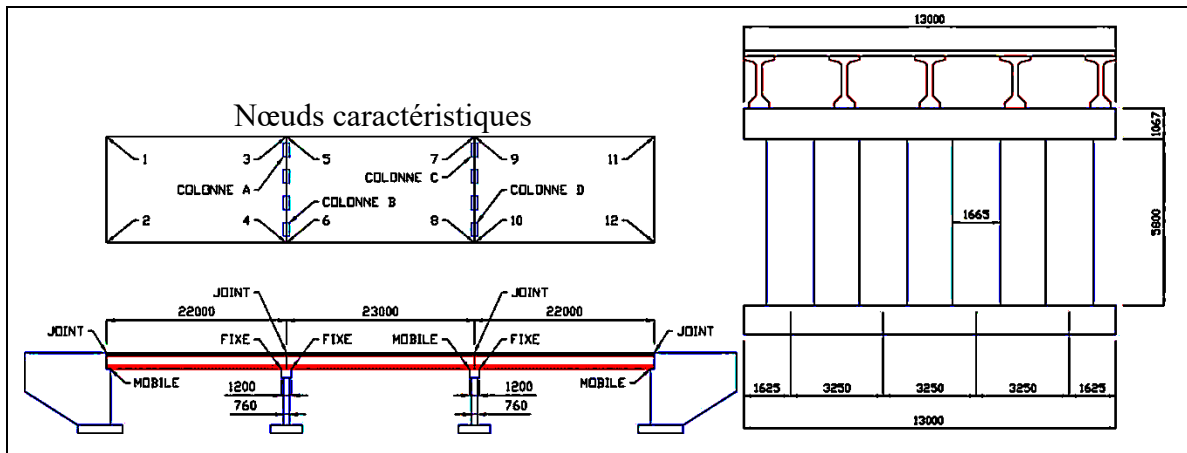 Nœuds caractéristiques
1 3 5 7 9 11
COLONNE A COLONNE C
COLONNE B COLONNE D
2 4 6 8 10 12
JOINT JOINT
22000 23000 22000
JOINT FIXE FIXE MOBILE FIXE JOINT
MOBILE MOBILE
1200 1200
760 760
13000
1067
1665
5800
1625 3250 3250 3250 1625
13000